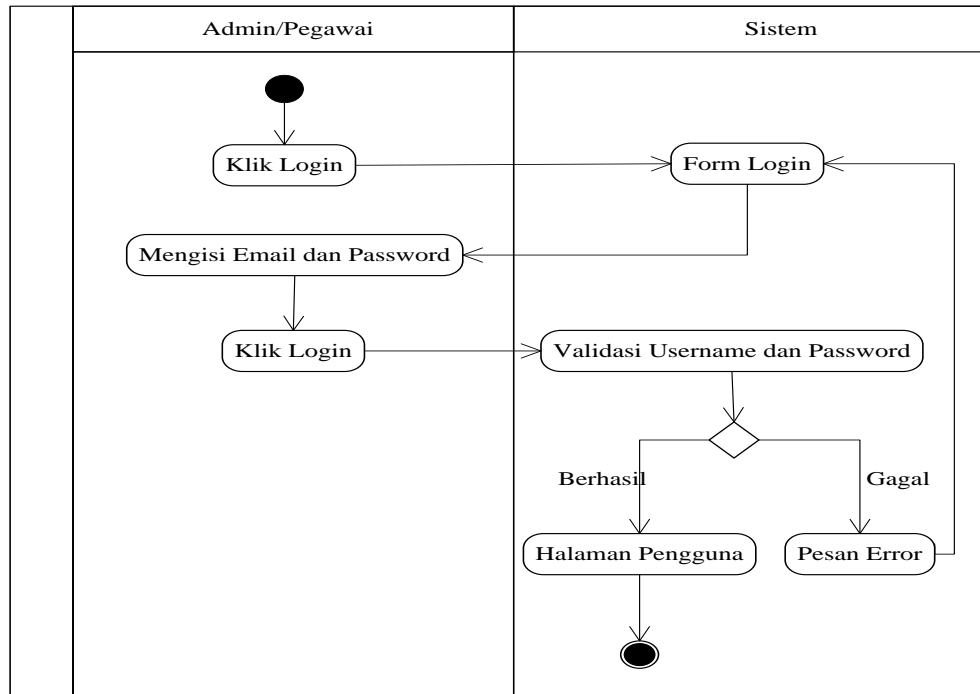 Admin/Pegawai
Sistem
Klik Login
Form Login
Mengisi Email dan Password
Klik Login
Validasi Username dan Password
Berhasil
Gagal
Halaman Pengguna
Pesan Error